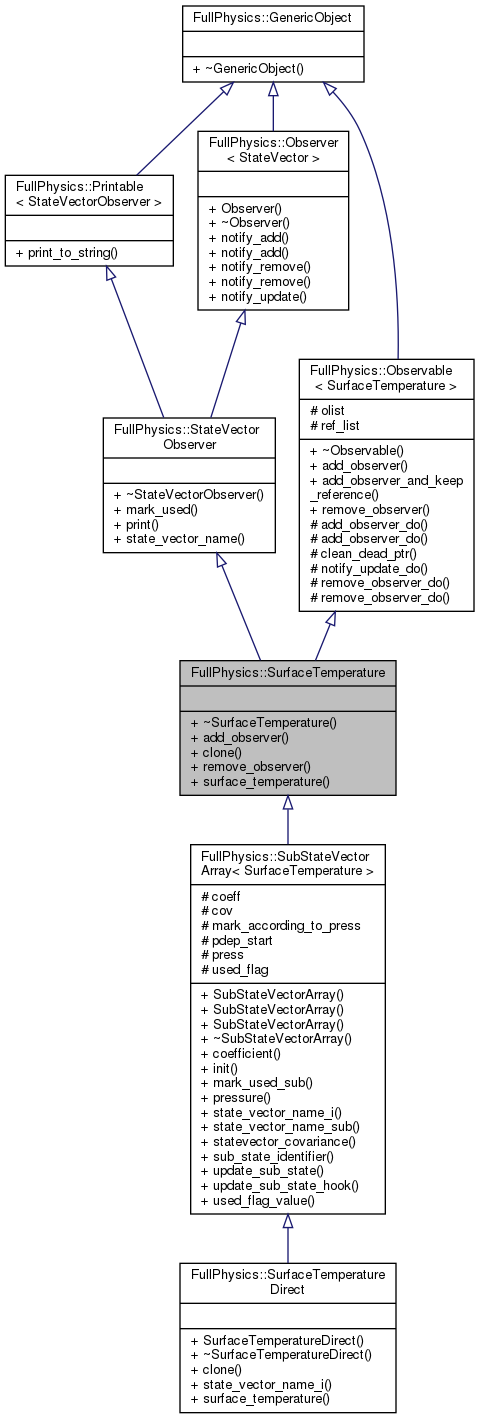 FullPhysics::GenericObject
+ ~GenericObject()
FullPhysics::Observer
< StateVector >
+ Observer()
+ ~Observer()
+ notify_add()
+ notify_add()
+ notify_remove()
+ notify_remove()
+ notify_update()
FullPhysics::Printable
< StateVectorObserver >
+ print_to_string()
FullPhysics::Observable
< SurfaceTemperature >
# olist
# ref_list
+ ~Observable()
+ add_observer()
+ add_observer_and_keep
_reference()
+ remove_observer()
# add_observer_do()
# add_observer_do()
# clean_dead_ptr()
# notify_update_do()
# remove_observer_do()
# remove_observer_do()
FullPhysics::StateVector
Observer
+ ~StateVectorObserver()
+ mark_used()
+ print()
+ state_vector_name()
FullPhysics::SurfaceTemperature
+ ~SurfaceTemperature()
+ add_observer()
+ clone()
+ remove_observer()
+ surface_temperature()
FullPhysics::SubStateVector
Array< SurfaceTemperature >
# coeff
# cov
# mark_according_to_press
# pdep_start
# press
# used_flag
+ SubStateVectorArray()
+ SubStateVectorArray()
+ SubStateVectorArray()
+ ~SubStateVectorArray()
+ coefficient()
+ init()
+ mark_used_sub()
+ pressure()
+ state_vector_name_i()
+ state_vector_name_sub()
+ statevector_covariance()
+ sub_state_identifier()
+ update_sub_state()
+ update_sub_state_hook()
+ used_flag_value()
FullPhysics::SurfaceTemperature
Direct
+ SurfaceTemperatureDirect()
+ ~SurfaceTemperatureDirect()
+ clone()
+ state_vector_name_i()
+ surface_temperature()